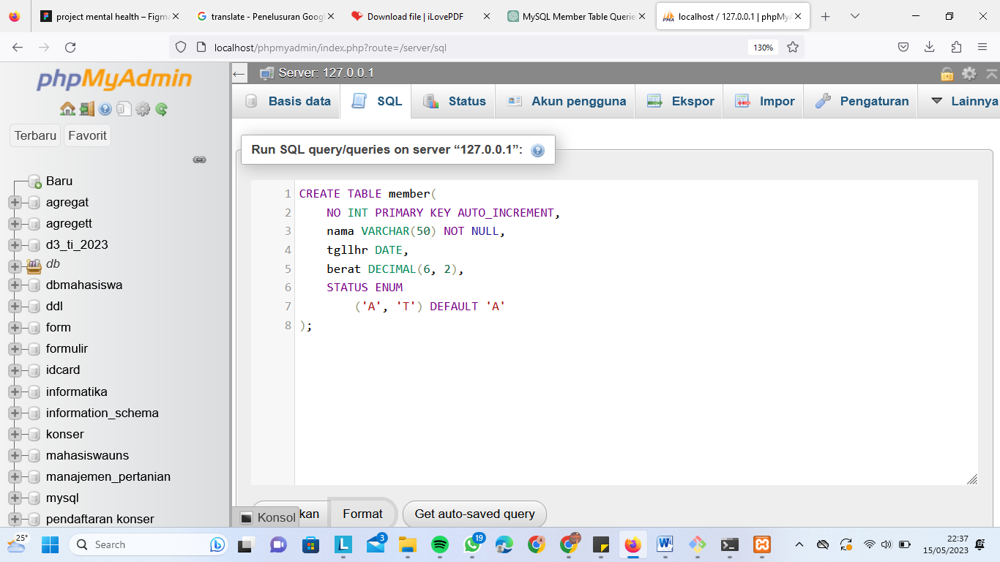 project mental health – Figma
translate - Penelusuran Googl
Download file | iLovePDF
MySQL Member Table Querie
localhost / 127.0.0.1 | phpMyA
localhost/phpmyadmin/index.php?route=/server/sql
130%
phpMyAdmin
Terbaru
Favorit
Baru
agregat
agregett
d3_ti_2023
db
dbmahasiswa
ddl
form
formulir
idcard
informatika
information_schema
konser
mahasiswauns
manajemen_pertanian
mysql
pendaftaran konser
Server: 127.0.0.1
Basis data
SQL
Status
Akun pengguna
Ekspor
Impor
Pengaturan
Lainnya
Run SQL query/queries on server “127.0.0.1”:
1 CREATE TABLE member(
2 NO INT PRIMARY KEY AUTO_INCREMENT,
3 nama VARCHAR(50) NOT NULL,
4 tgllhr DATE,
5 berat DECIMAL(6, 2),
6 STATUS ENUM
7 ('A', 'T') DEFAULT 'A'
8 );
Konsol
kan
Format
Get auto-saved query
25°
Search
3
19
22:37
15/05/2023